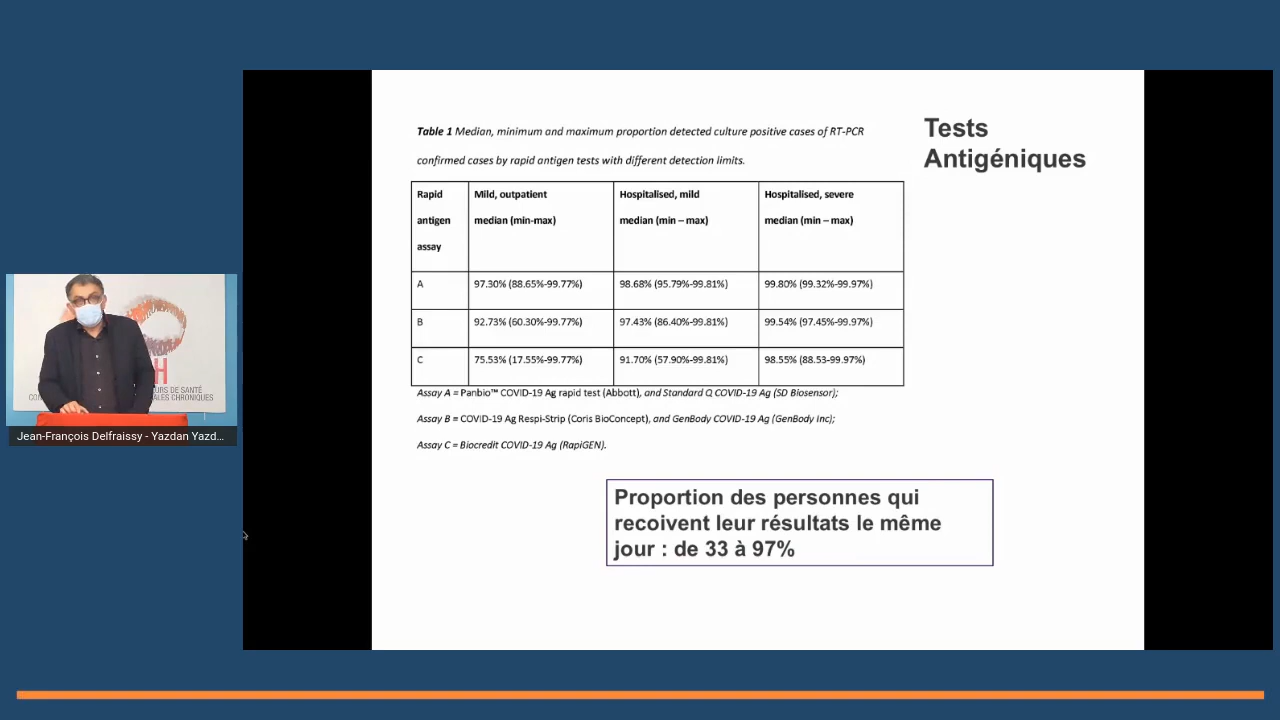 Table 1 Median, minimum and maximum proportion detected culture positive cases of RT-PCR
confirmed cases by rapid antigen tests with different detection limits.
Tests
Antigéniques
Rapid antigen assay
Mild, outpatient median (min-max)
Hospitalised, mild median (min – max)
Hospitalised, severe median (min – max)
A 97.30% (88.65%-99.77%) 98.68% (95.79%-99.81%) 99.80% (99.32%-99.97%)
B 92.73% (60.30%-99.77%) 97.43% (86.40%-99.81%) 99.54% (97.45%-99.97%)
C 75.53% (17.55%-99.77%) 91.70% (57.90%-99.81%) 98.55% (88.53-99.97%)
Assay A = Panbio™ COVID-19 Ag rapid test (Abbott), and Standard Q COVID-19 Ag (SD Biosensor);
Assay B = COVID-19 Ag Respi-Strip (Coris BioConcept), and GenBody COVID-19 Ag (GenBody Inc);
Assay C = Biocredit COVID-19 Ag (RapiGEN).
Proportion des personnes qui
recoivent leur résultats le même
jour : de 33 à 97%
H
EURS DE SANTÉ
ALES CHRONIQUES
Jean-François Delfraissy - Yazdan Yazd...